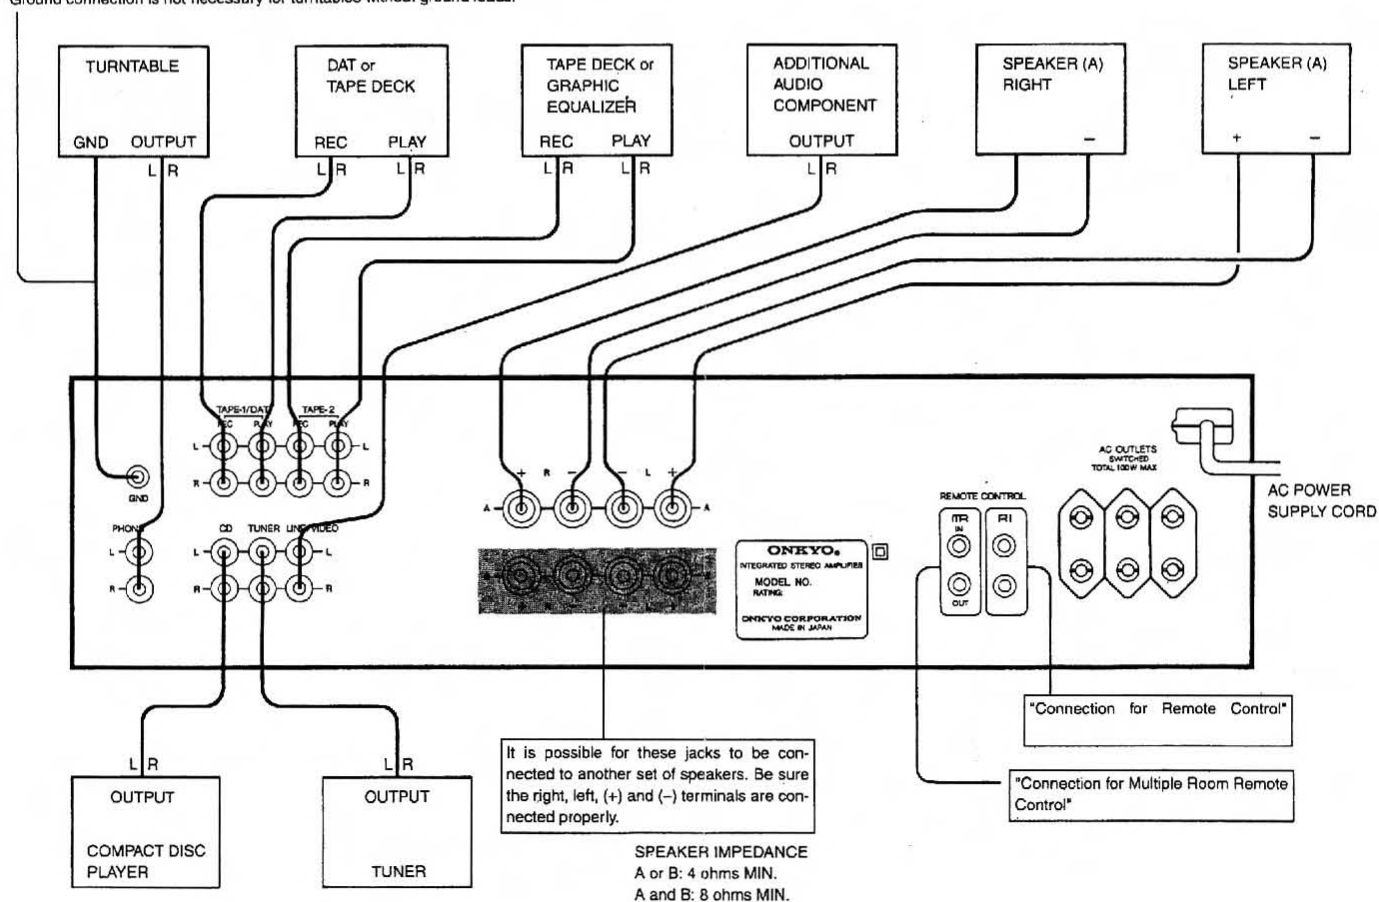 Ground connection is not necessary for turntables without ground leads.
TURNTABLE
GND OUTPUT
L R
DAT or
TAPE DECK
REC PLAY
L R L R
TAPE DECK or
GRAPHIC
EQUALIZER
REC PLAY
L R L R
ADDITIONAL
AUDIO
COMPONENT
OUTPUT
L R
SPEAKER (A)
RIGHT
−
SPEAKER (A)
LEFT
+ −
TAPE-1/DAT TAPE-2
REC PLAY REC PLAY
L L
R R
GND
PHONO
L
R
CD TUNER LINE VIDEO
L L
R R
+ R − − L +
A A
+ R − − L +
ONKYO®
INTEGRATED STEREO AMPLIFIER
MODEL NO.
RATING:
ONKYO CORPORATION
MADE IN JAPAN
REMOTE CONTROL
IR RI
IN
OUT
AC OUTLETS
SWITCHED
TOTAL 100W MAX
AC POWER
SUPPLY CORD
"Connection for Remote Control"
"Connection for Multiple Room Remote
Control"
It is possible for these jacks to be con-
nected to another set of speakers. Be sure
the right, left, (+) and (−) terminals are con-
nected properly.
SPEAKER IMPEDANCE
A or B: 4 ohms MIN.
A and B: 8 ohms MIN.
L R
OUTPUT
COMPACT DISC
PLAYER
L R
OUTPUT
TUNER